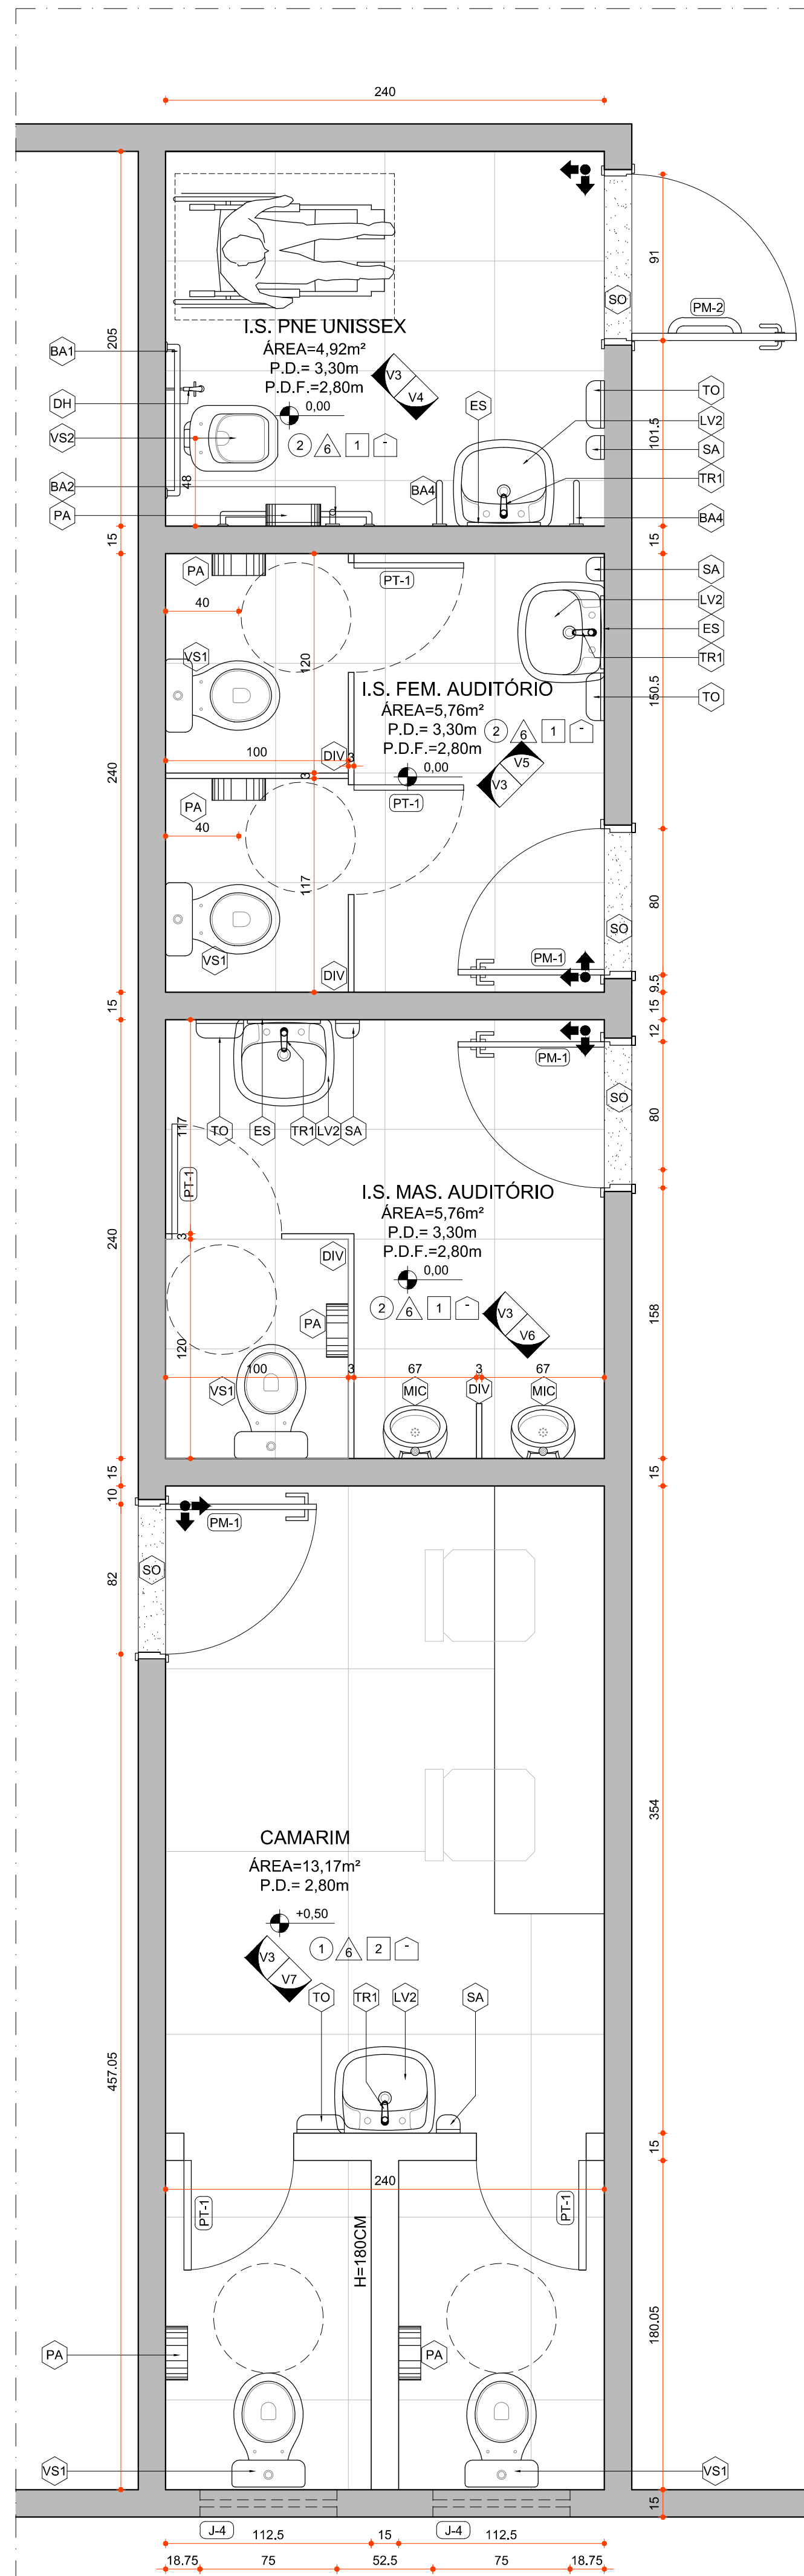 240
SO
91
PM-2
I.S. PNE UNISSEX
ÁREA=4,92m²
P.D.= 3,30m
P.D.F.=2,80m
0,00
V3
V4
2 6 1 -
205
BA1
DH
VS2
BA2
PA
48
ES
BA4
TO
LV2
SA
TR1
BA4
101.5
15
15
PA
PT-1
40
120
VS1
SA
LV2
ES
TR1
TO
150.5
I.S. FEM. AUDITÓRIO
ÁREA=5,76m²
P.D.= 3,30m
P.D.F.=2,80m
0,00
2 6 1 -
V5
V3
100
DIV
3
3
240
PA
PT-1
40
117
VS1
DIV
SO
80
PM-1
9.5
15
15
12
PM-1
SO
80
TO
ES
TR1
LV2
SA
117
PT-1
3
DIV
I.S. MAS. AUDITÓRIO
ÁREA=5,76m²
P.D.= 3,30m
P.D.F.=2,80m
0,00
2 6 1 -
V3
V6
240
158
PA
120
100
3
67
3
67
VS1
MIC
DIV
MIC
15
15
10
PM-1
SO
82
354
CAMARIM
ÁREA=13,17m²
P.D.= 2,80m
+0,50
1 6 2 -
V3
V7
TO
TR1
LV2
SA
457.05
15
240
PT-1
H=180CM
PT-1
180.05
PA
PA
VS1
VS1
15
J-4
J-4
112.5
15
112.5
18.75
75
52.5
75
18.75